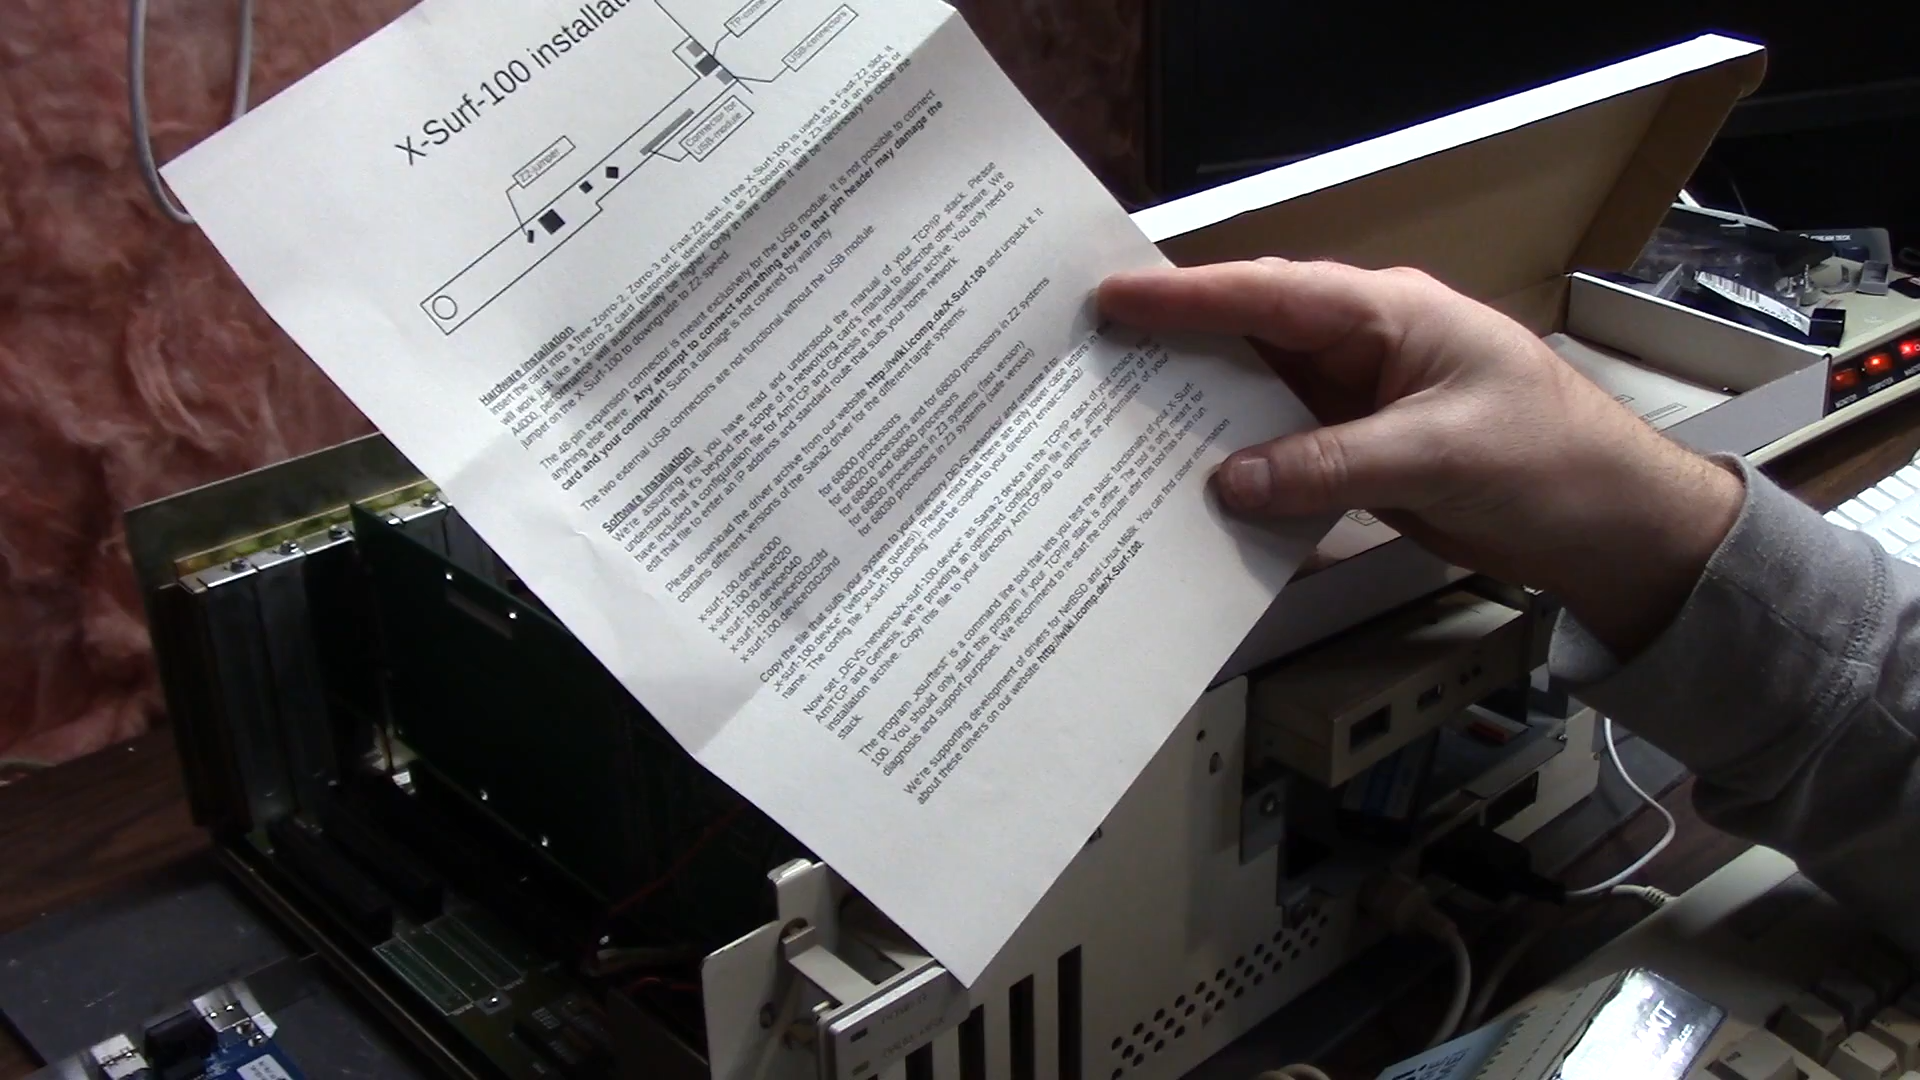 X-Surf-100 installati
TP-conne
USB-connectors
Connector for
USB-module
Z2-jumper
Hardware installation
Insert the card into a free Zorro-2, Zorro-3 or Fast-Z2 slot. If the X-Surf-100 is used in a Fast-Z2 slot, it
will work just like a Zorro-2 card (automatic identification as Z2-board). In a Z3-Slot of an A3000 or
A4000, performance will automatically be higher. Only in rare cases it will be necessary to close the
jumper on the X-Surf-100 to downgrade to Z2-speed.
The 48-pin expansion connector is meant exclusively for the USB module. It is not possible to connect
anything else there. Any attempt to connect something else to that pin header may damage the
card and your computer! Such a damage is not covered by warranty
The two external USB connectors are not functional without the USB module.
Software installation
We're assuming that you have read and understood the manual of your TCP/IP stack. Please
understand that it's beyond the scope of a networking card's manual to describe other software. We
have included a configuration file for AmiTCP and Genesis in the installation archive. You only need to
edit that file to enter an IP address and standard route that suits your home network.
Please download the driver archive from our website http://wiki.icomp.de/X-Surf-100 and unpack it. It
contains different versions of the Sana2 driver for the different target systems:
x-surf-100.device000 for 68000 processors
x-surf-100.device020 for 68020 processors and for 68030 processors in Z2 systems
x-surf-100.device040 for 68040 and 68060 processors
x-surf-100.device030z3fd for 68030 processors in Z3 systems (fast version)
x-surf-100.device030z3nd for 68030 processors in Z3 systems (safe version)
Copy the file that suits your system to your directory DEVS:networks/ and rename it to
„x-surf-100.device" (without the quotes!). Please mind that there are only lower-case letters in
name. The config file „x-surf-100.config" must be copied to your directory envarc:sana2/
Now set „DEVS:networks/x-surf-100.device" as Sana-2 device in the TCP/IP stack of your choice. For
AmiTCP and Genesis, we're providing an optimized configuration file in the „amitcp" directory of the
installation archive. Copy this file to your directory AmiTCP:db/ to optimize the performance of your
stack.
The program „xsurftest" is a command line tool that lets you test the basic functionality of your X-Surf-
100. You should only start this program if your TCP/IP stack is offline. The tool is only meant for
diagnosis and support purposes. We recommend to re-start the computer after this tool has been run.
We're supporting development of drivers for NetBSD and Linux M68k. You can find closer information
about these drivers on our website http://wiki.icomp.de/X-Surf-100.
MONITOR
COMPUTER
POWER
KIT